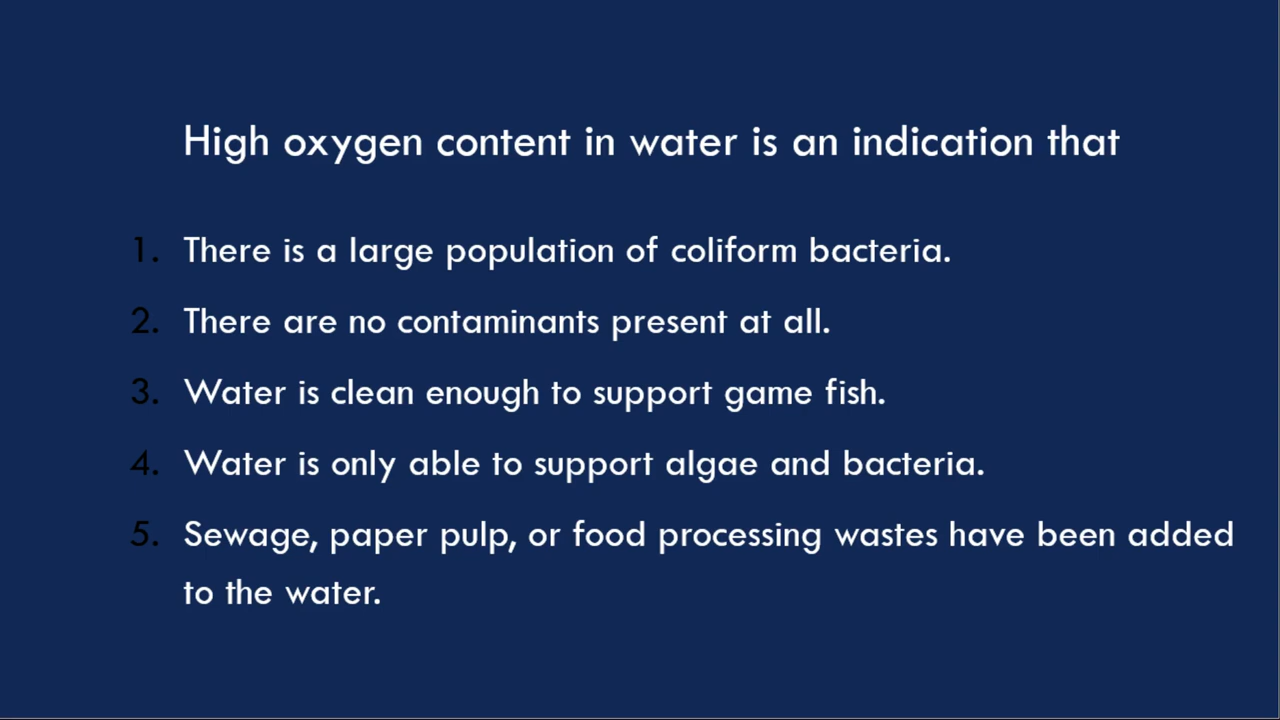 High oxygen content in water is an indication that
1. There is a large population of coliform bacteria.
2. There are no contaminants present at all.
3. Water is clean enough to support game fish.
4. Water is only able to support algae and bacteria.
5. Sewage, paper pulp, or food processing wastes have been added
to the water.